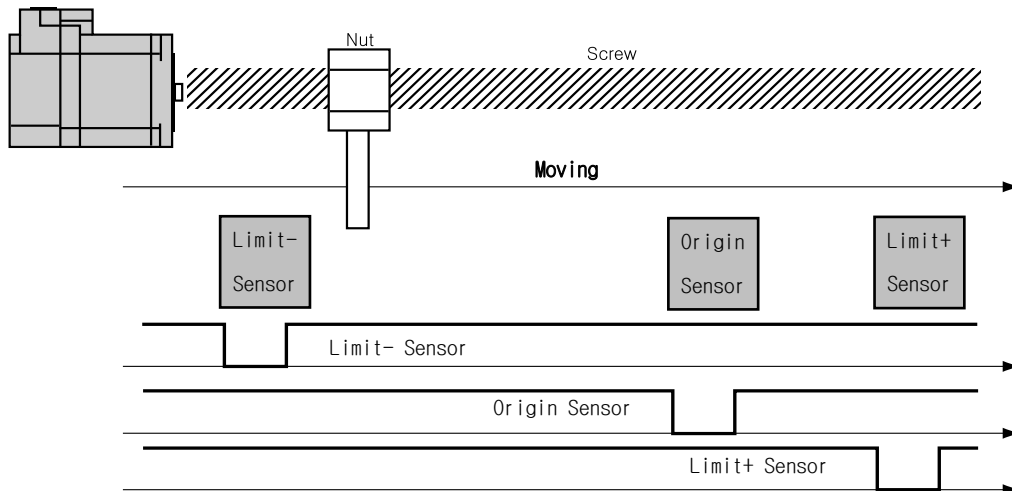 Nut
Screw
Moving
Limit-
Sensor
Origin
Sensor
Limit+
Sensor
Limit- Sensor
Origin Sensor
Limit+ Sensor